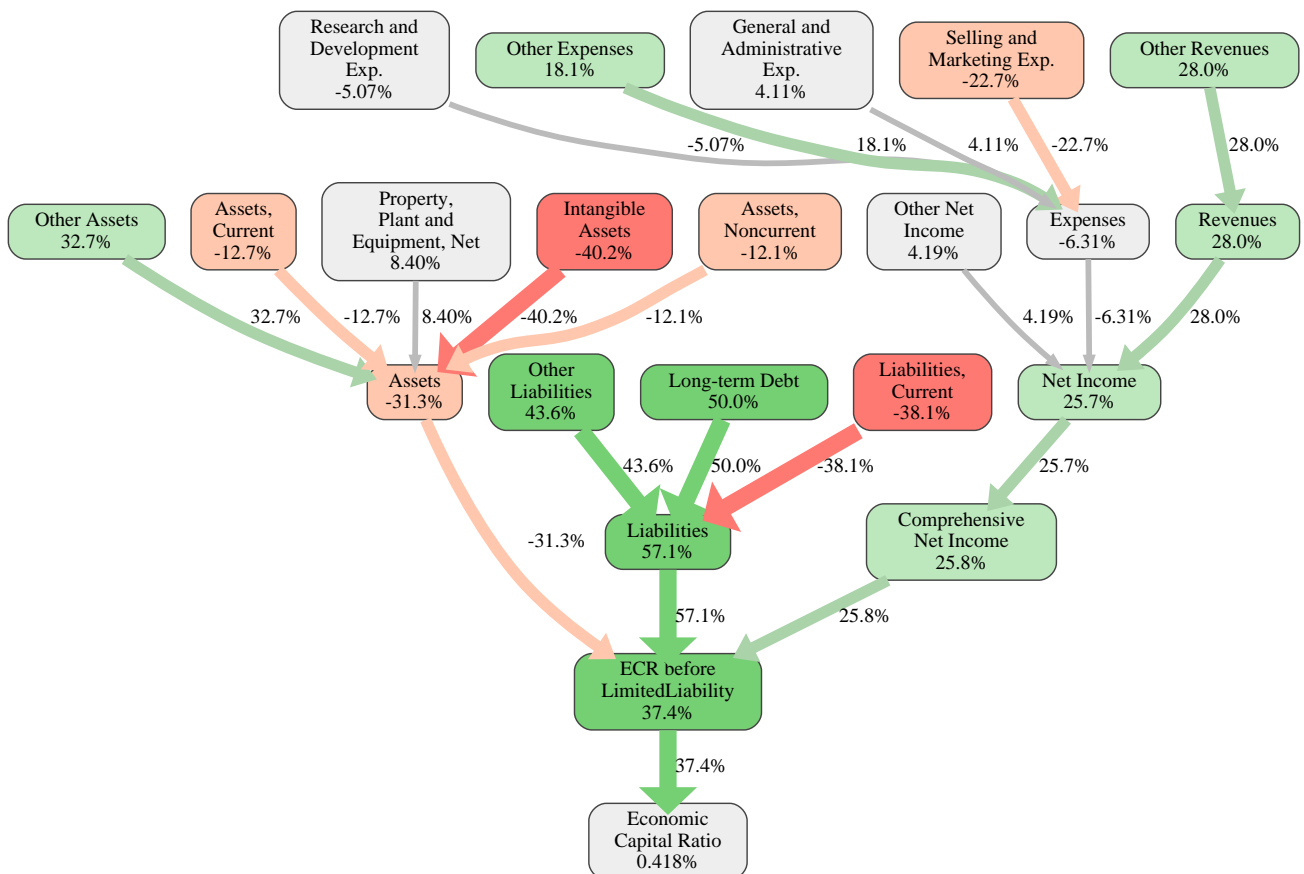 Research and
Development
Exp.
-5.07%
Other Expenses
18.1%
General and
Administrative
Exp.
4.11%
Selling and
Marketing Exp.
-22.7%
Other Revenues
28.0%
-5.07%
18.1%
4.11%
-22.7%
28.0%
Other Assets
32.7%
Assets,
Current
-12.7%
Property,
Plant and
Equipment, Net
8.40%
Intangible
Assets
-40.2%
Assets,
Noncurrent
-12.1%
Other Net
Income
4.19%
Expenses
-6.31%
Revenues
28.0%
32.7%
-12.7%
8.40%
-40.2%
-12.1%
4.19%
-6.31%
28.0%
Assets
-31.3%
Other
Liabilities
43.6%
Long-term Debt
50.0%
Liabilities,
Current
-38.1%
Net Income
25.7%
43.6%
50.0%
-38.1%
25.7%
Liabilities
57.1%
Comprehensive
Net Income
25.8%
-31.3%
57.1%
25.8%
ECR before
LimitedLiability
37.4%
37.4%
Economic
Capital Ratio
0.418%